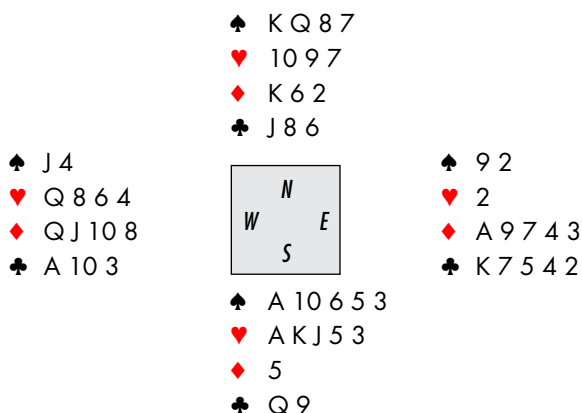 ♠ K Q 8 7
♥ 10 9 7
♦ K 6 2
♣ J 8 6
♠ J 4
♥ Q 8 6 4
♦ Q J 10 8
♣ A 10 3
N
W E
S
♠ 9 2
♥ 2
♦ A 9 7 4 3
♣ K 7 5 4 2
♠ A 10 6 5 3
♥ A K J 5 3
♦ 5
♣ Q 9